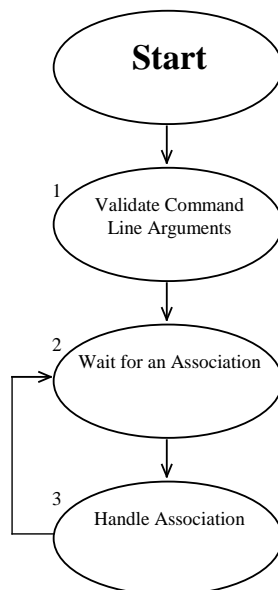 Start
1
Validate Command
Line Arguments
2
Wait for an Association
3
Handle Association